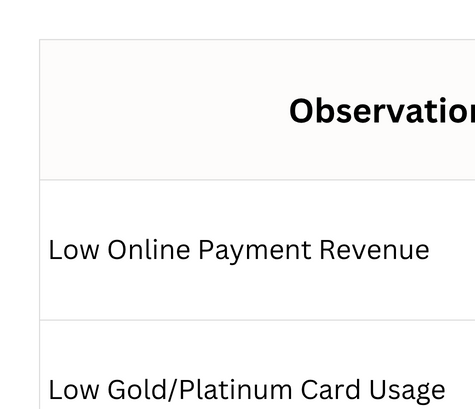 Observation
Low Online Payment Revenue
Low Gold/Platinum Card Usage